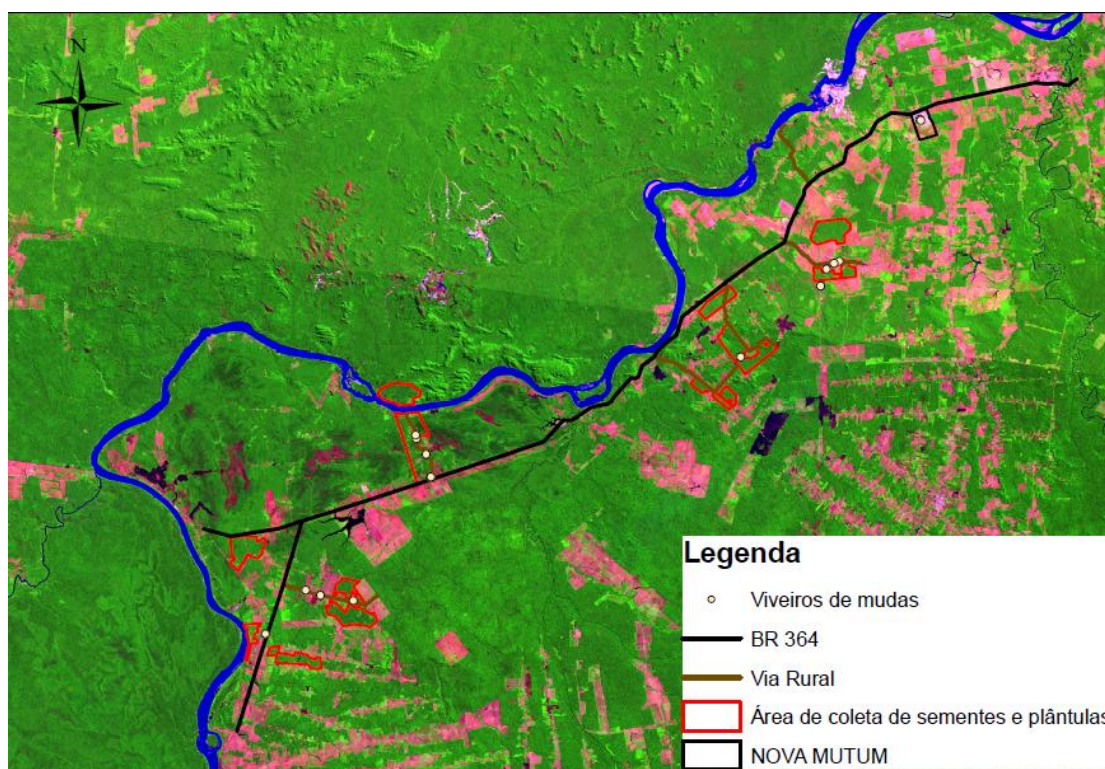 N
Legenda
Viveiros de mudas
BR 364
Via Rural
Área de coleta de sementes e plântulas
NOVA MUTUM